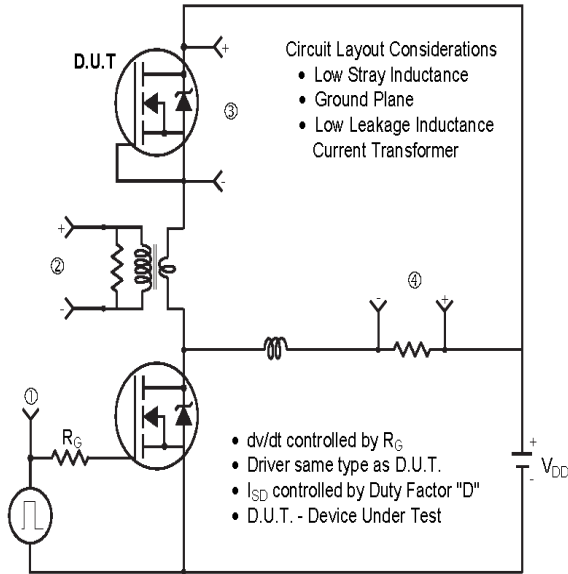 D.U.T
+
Circuit Layout Considerations
• Low Stray Inductance
• Ground Plane
• Low Leakage Inductance
Current Transformer
③
-
+
②
-
④
-
+
①
RG
• dv/dt controlled by RG
• Driver same type as D.U.T.
• ISD controlled by Duty Factor "D"
• D.U.T. - Device Under Test
+
VDD
-